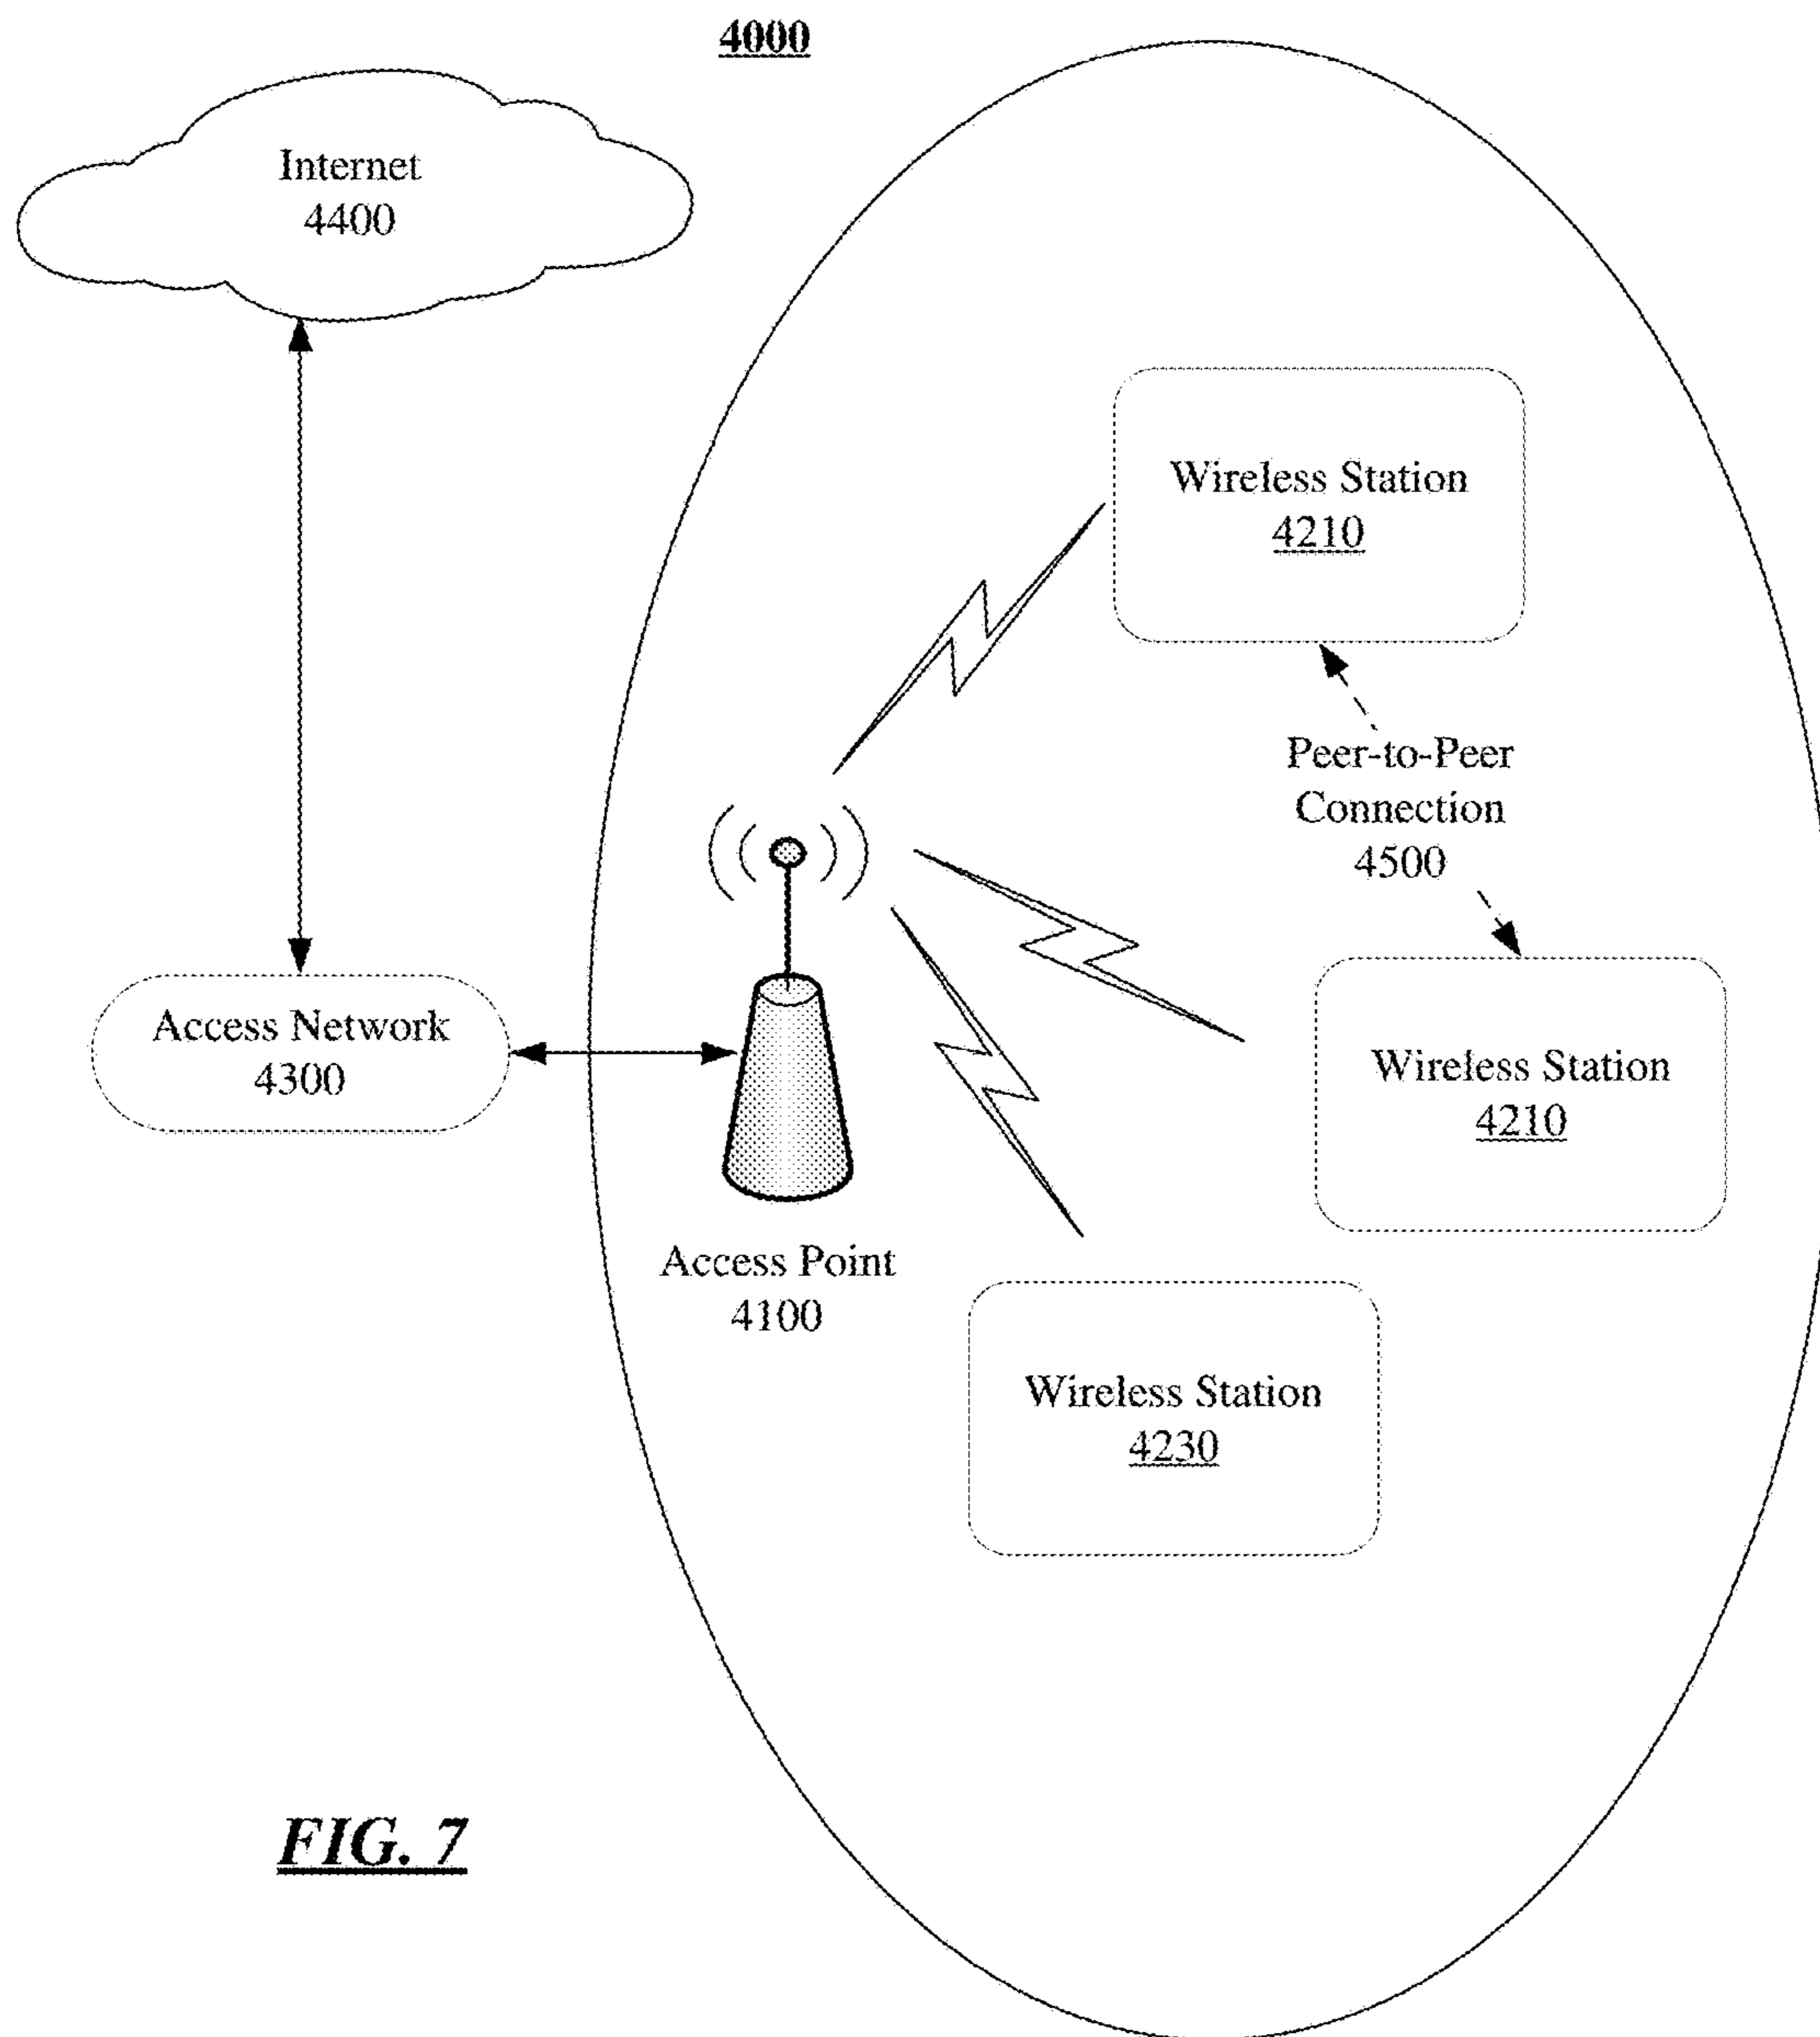 4000
Internet
4400
Wireless Station
4210
Peer-to-Peer
Connection
4500
Access Network
4300
Wireless Station
4210
Access Point
4100
Wireless Station
4230
FIG. 7